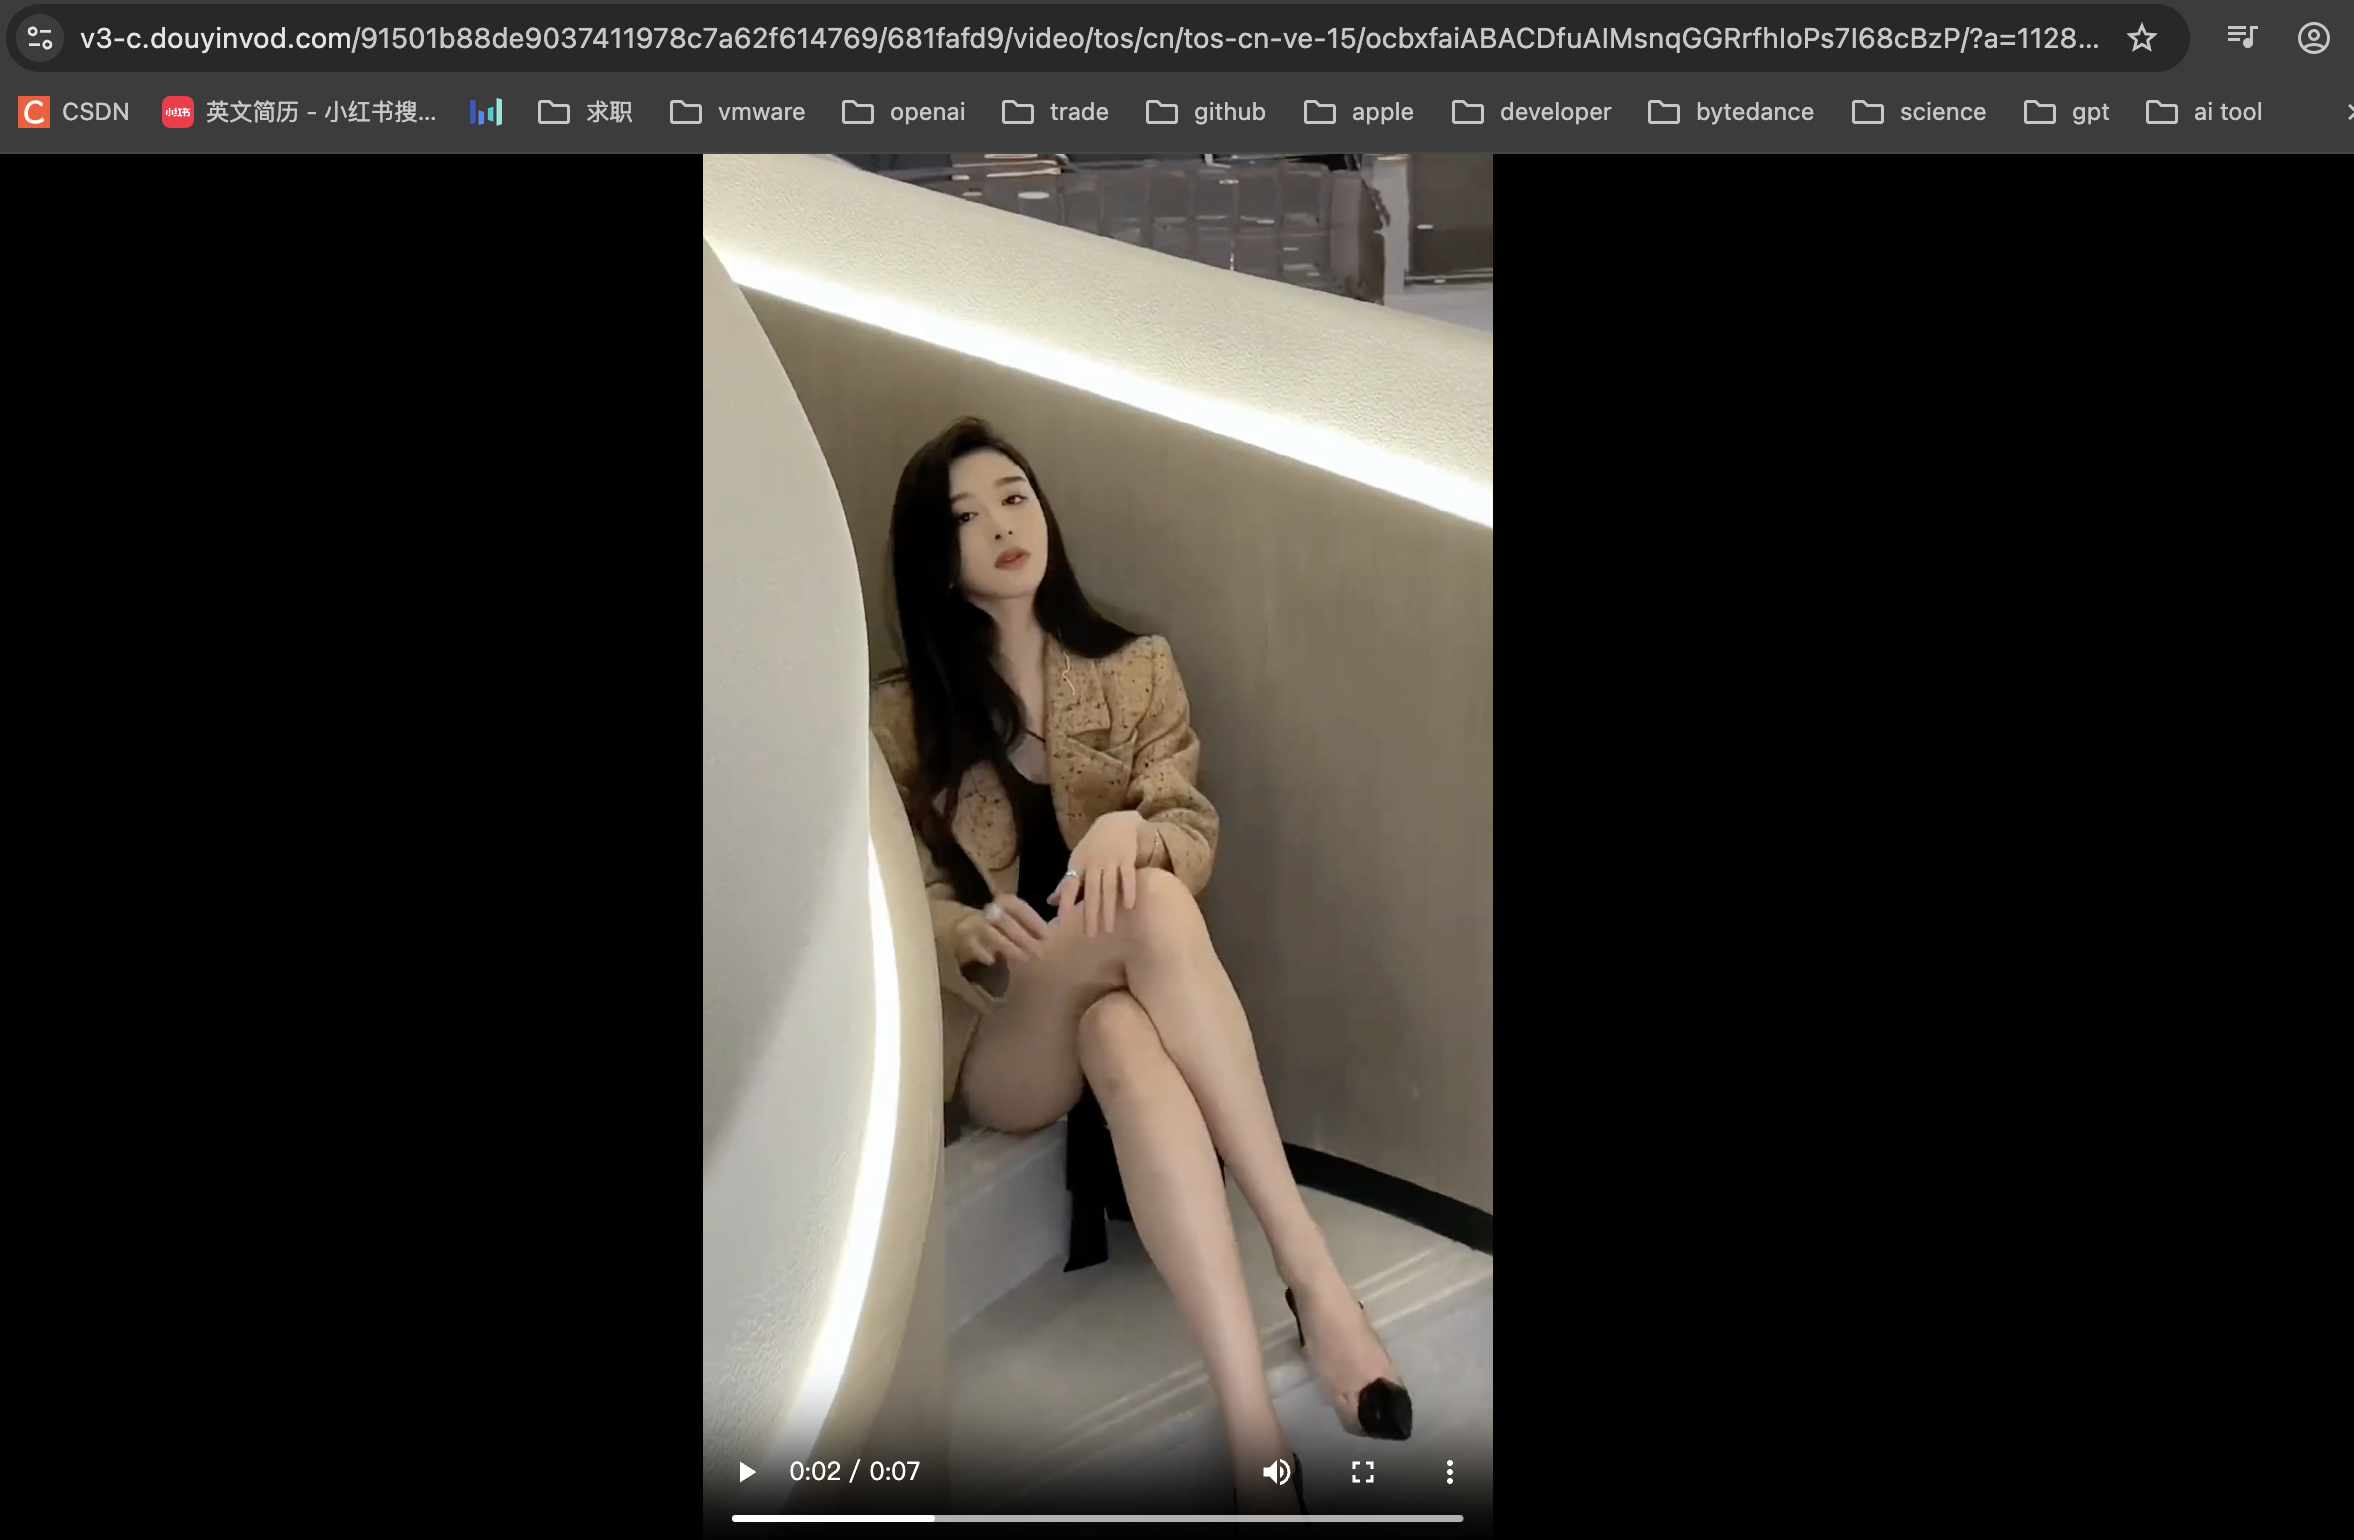 v3-c.douyinvod.com/91501b88de9037411978c7a62f614769/681fafd9/video/tos/cn/tos-cn-ve-15/ocbxfaiABACDfuAIMsnqGGRrfhIoPs7I68cBzP/?a=1128...
C CSDN 小红书 英文简历 - 小红书搜... 求职 vmware openai trade github apple developer bytedance science gpt ai tool
0:02 / 0:07